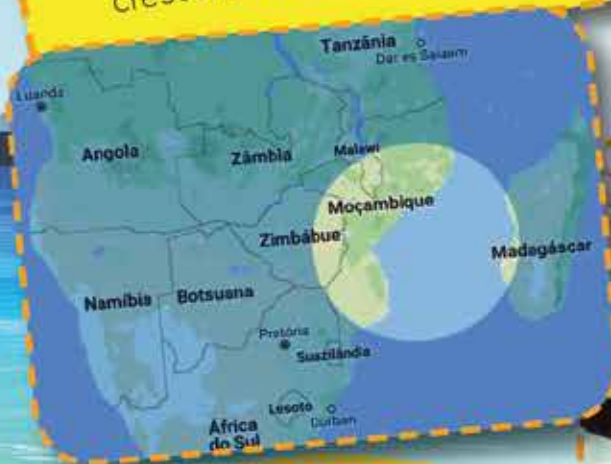 Tanzânia
Dar es Salaam
Luanda
Angola
Zâmbia
Malawi
Moçambique
Zimbábue
Madagáscar
Namíbia
Botsuana
Pretória
Suazilândia
Lesoto
Durban
África
do Sul